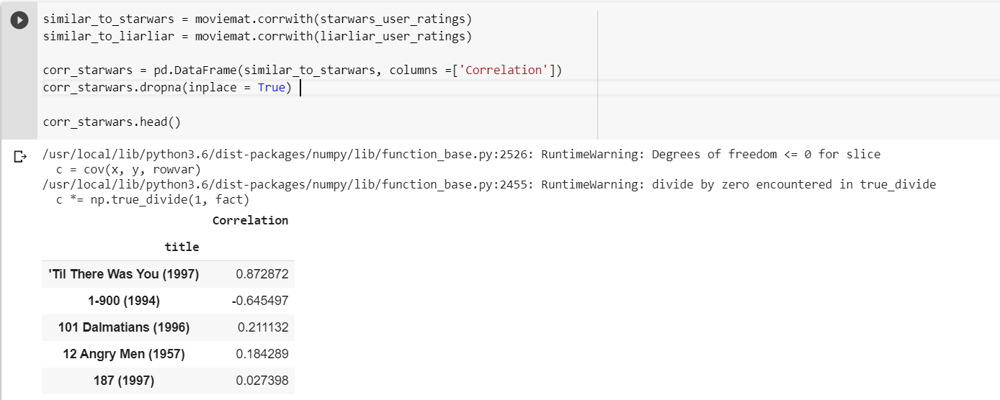 similar_to_starwars = moviemat.corrwith(starwars_user_ratings)
similar_to_liarliar = moviemat.corrwith(liarliar_user_ratings)
corr_starwars = pd.DataFrame(similar_to_starwars, columns =['Correlation'])
corr_starwars.dropna(inplace = True)
corr_starwars.head()
/usr/local/lib/python3.6/dist-packages/numpy/lib/function_base.py:2526: RuntimeWarning: Degrees of freedom <= 0 for slice
  c = cov(x, y, rowvar)
/usr/local/lib/python3.6/dist-packages/numpy/lib/function_base.py:2455: RuntimeWarning: divide by zero encountered in true_divide
  c *= np.true_divide(1, fact)
Correlation
title
'Til There Was You (1997) 0.872872
1-900 (1994) -0.645497
101 Dalmatians (1996) 0.211132
12 Angry Men (1957) 0.184289
187 (1997) 0.027398